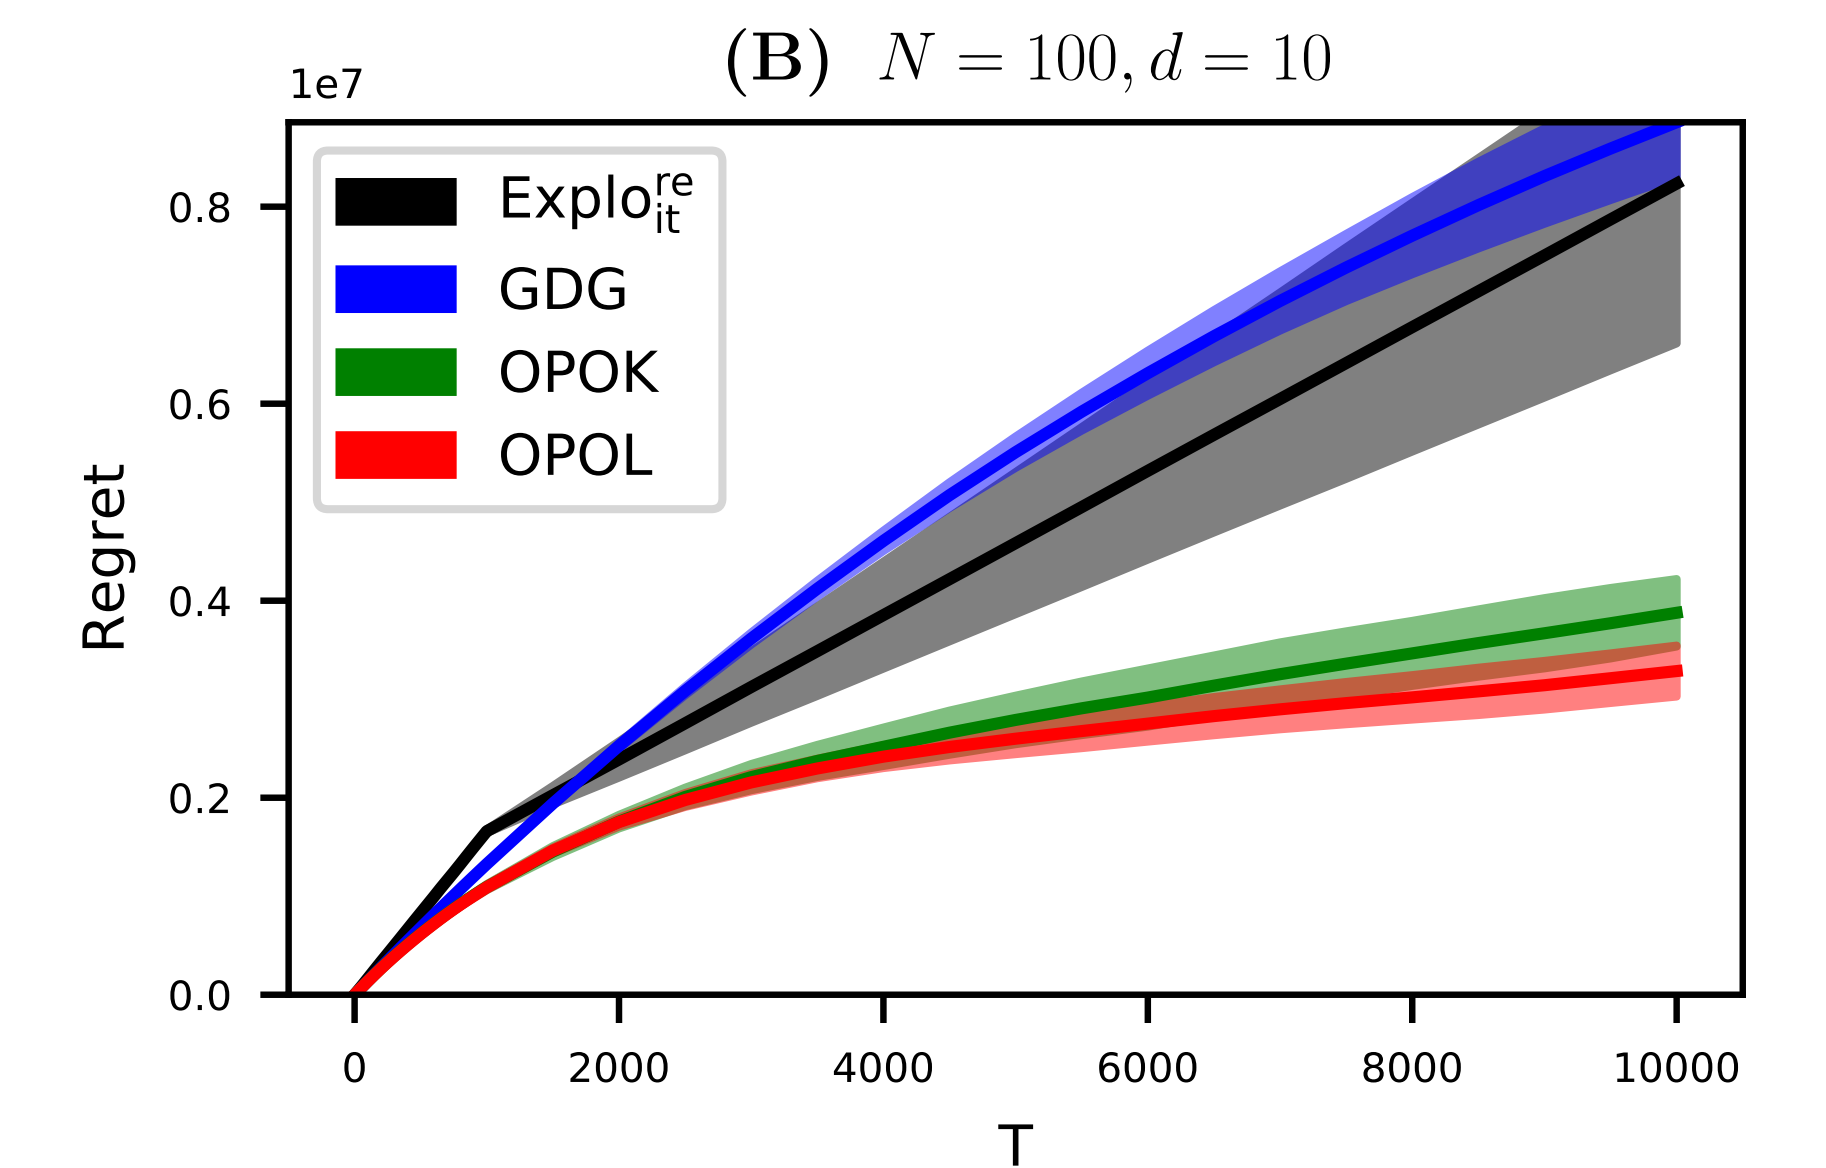 (B) N = 100, d = 10
1e7
Explo^re_it
GDG
OPOK
OPOL
0.8
0.6
0.4
0.2
0.0
Regret
0 2000 4000 6000 8000 10000
T